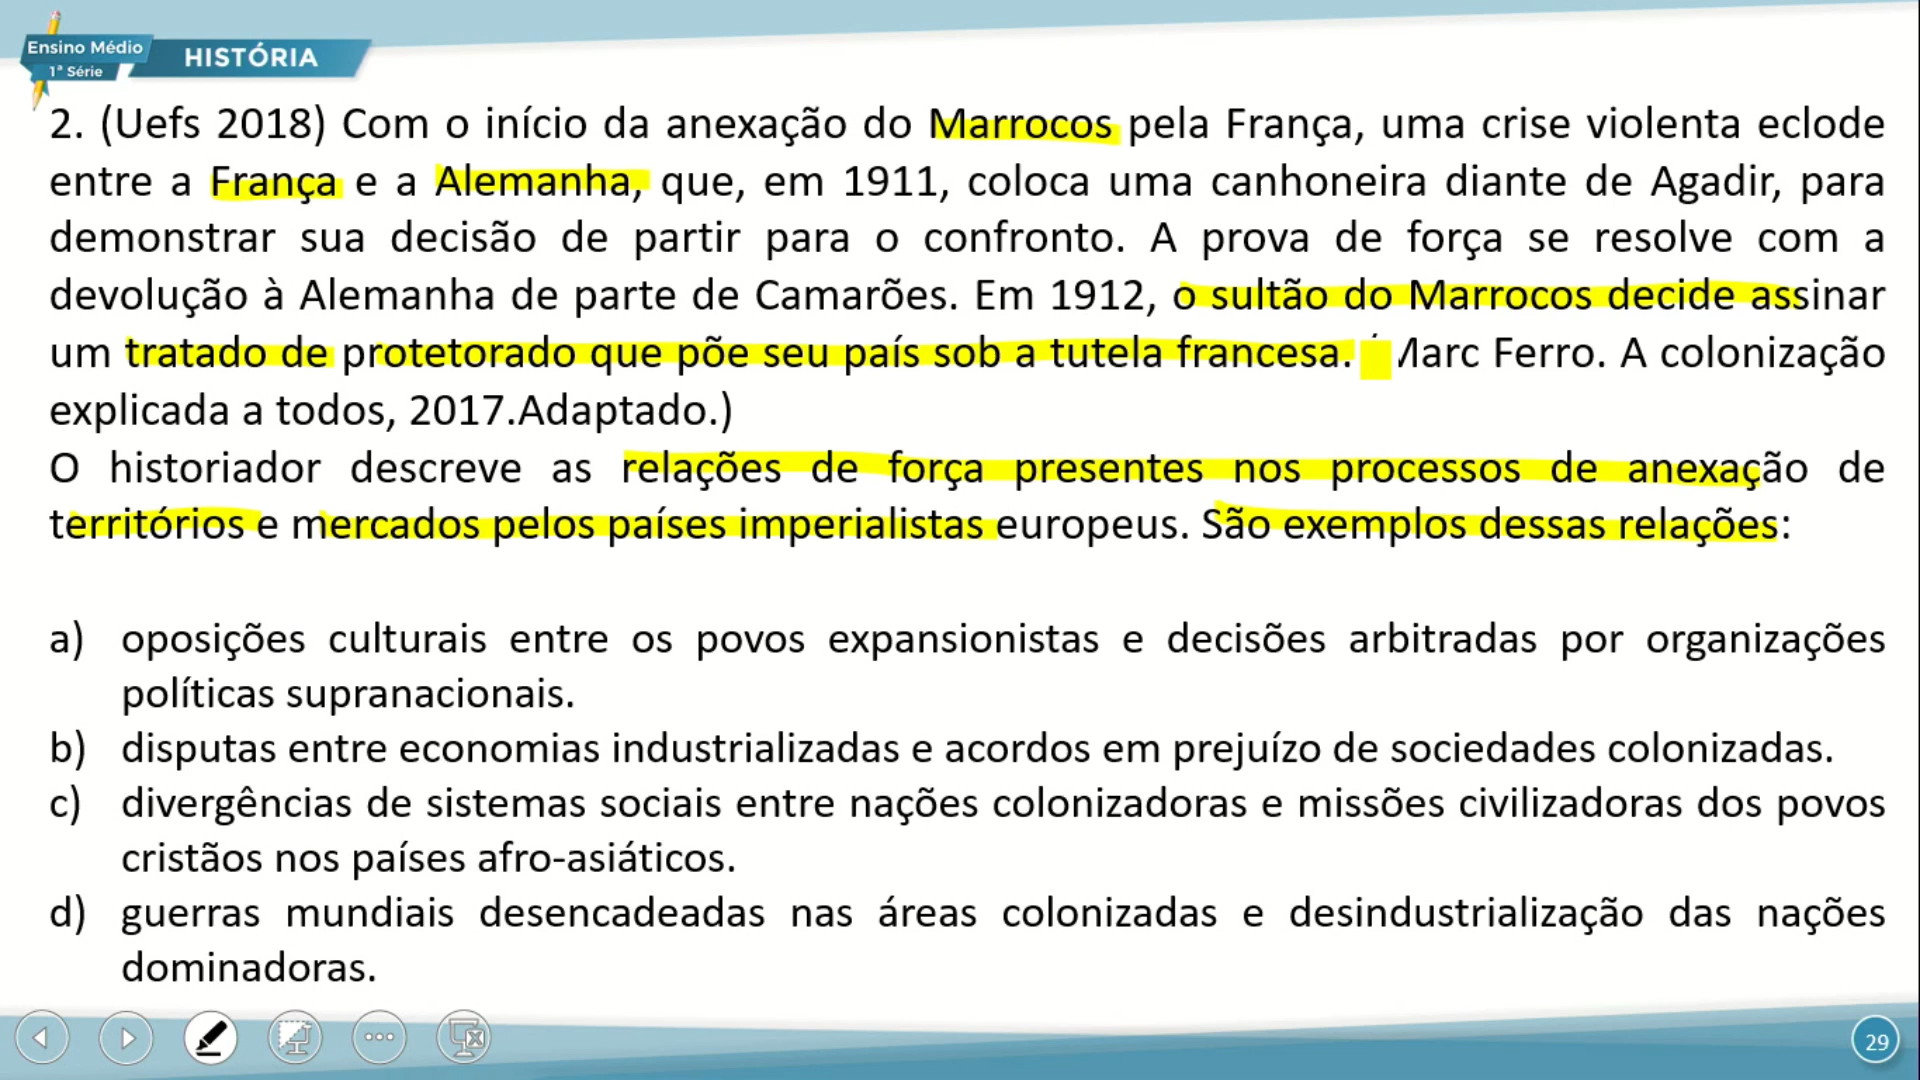 Ensino Médio
1ª Série
HISTÓRIA
2. (Uefs 2018) Com o início da anexação do Marrocos pela França, uma crise violenta eclode
entre a França e a Alemanha, que, em 1911, coloca uma canhoneira diante de Agadir, para
demonstrar sua decisão de partir para o confronto. A prova de força se resolve com a
devolução à Alemanha de parte de Camarões. Em 1912, o sultão do Marrocos decide assinar
um tratado de protetorado que põe seu país sob a tutela francesa. Marc Ferro. A colonização
explicada a todos, 2017.Adaptado.)
O historiador descreve as relações de força presentes nos processos de anexação de
territórios e mercados pelos países imperialistas europeus. São exemplos dessas relações:
a) oposições culturais entre os povos expansionistas e decisões arbitradas por organizações
políticas supranacionais.
b) disputas entre economias industrializadas e acordos em prejuízo de sociedades colonizadas.
c) divergências de sistemas sociais entre nações colonizadoras e missões civilizadoras dos povos
cristãos nos países afro-asiáticos.
d) guerras mundiais desencadeadas nas áreas colonizadas e desindustrialização das nações
dominadoras.
29